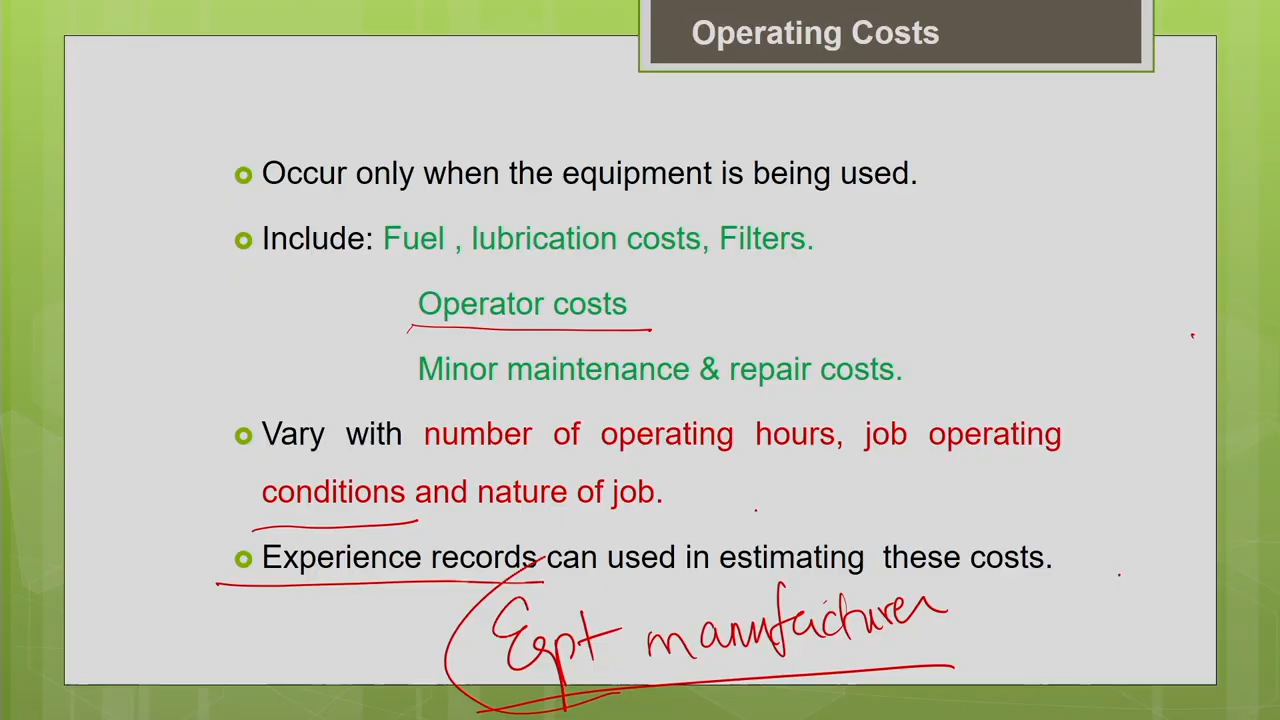 Operating Costs
Occur only when the equipment is being used.
Include: Fuel , lubrication costs, Filters.
Operator costs
Minor maintenance & repair costs.
Vary with number of operating hours, job operating
conditions and nature of job.
Experience records can used in estimating these costs.
Eqpt manufacturer